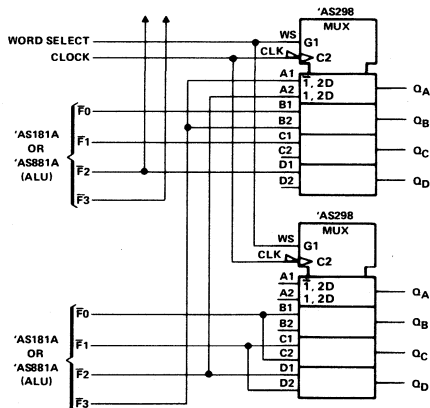 'AS298
MUX
WORD SELECT
WS
G1
CLOCK
CLK
C2
A1
1, 2D
QA
A2
1, 2D
F̅0
B1
QB
B2
'AS181A
OR
'AS881A
(ALU)
F̅1
C1
QC
C2
F̅2
D1
QD
D2
F̅3
'AS298
MUX
WS
G1
CLK
C2
A1
1, 2D
QA
A2
1, 2D
F̅0
B1
QB
B2
'AS181A
OR
'AS881A
(ALU)
F̅1
C1
QC
C2
F̅2
D1
QD
D2
F̅3